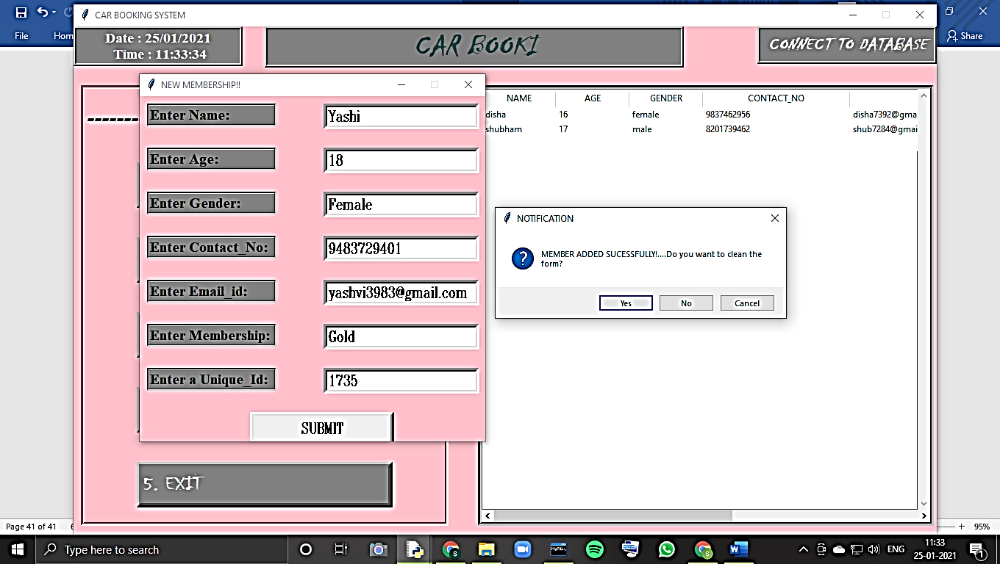 CAR BOOKING SYSTEM
File
Hom
Share
Date : 25/01/2021
Time : 11:33:34
CAR BOOKI
CONNECT TO DATABASE
NEW MEMBERSHIP!!
Enter Name: Yashi
Enter Age: 18
Enter Gender: Female
Enter Contact_No: 9483729401
Enter Email_id: yashvi3983@gmail.com
Enter Membership: Gold
Enter a Unique_Id: 1735
SUBMIT
5. EXIT
NAME AGE GENDER CONTACT_NO
disha 16 female 9837462956 disha7392@gma
shubham 17 male 8201739462 shub7284@gmai
NOTIFICATION
MEMBER ADDED SUCESSFULLY!....Do you want to clean the
form?
Yes No Cancel
Page 41 of 41
95%
Type here to search
ENG
11:33
25-01-2021